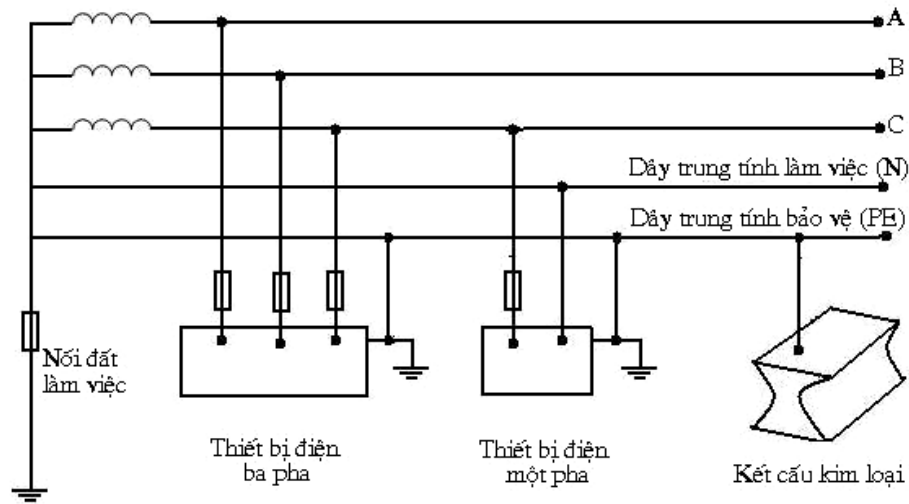 A
B
C
Dây trung tính làm việc (N)
Dây trung tính bảo vệ (PE)
Nối đất
làm việc
Thiết bị điện
ba pha
Thiết bị điện
một pha
Kết cấu kim loại